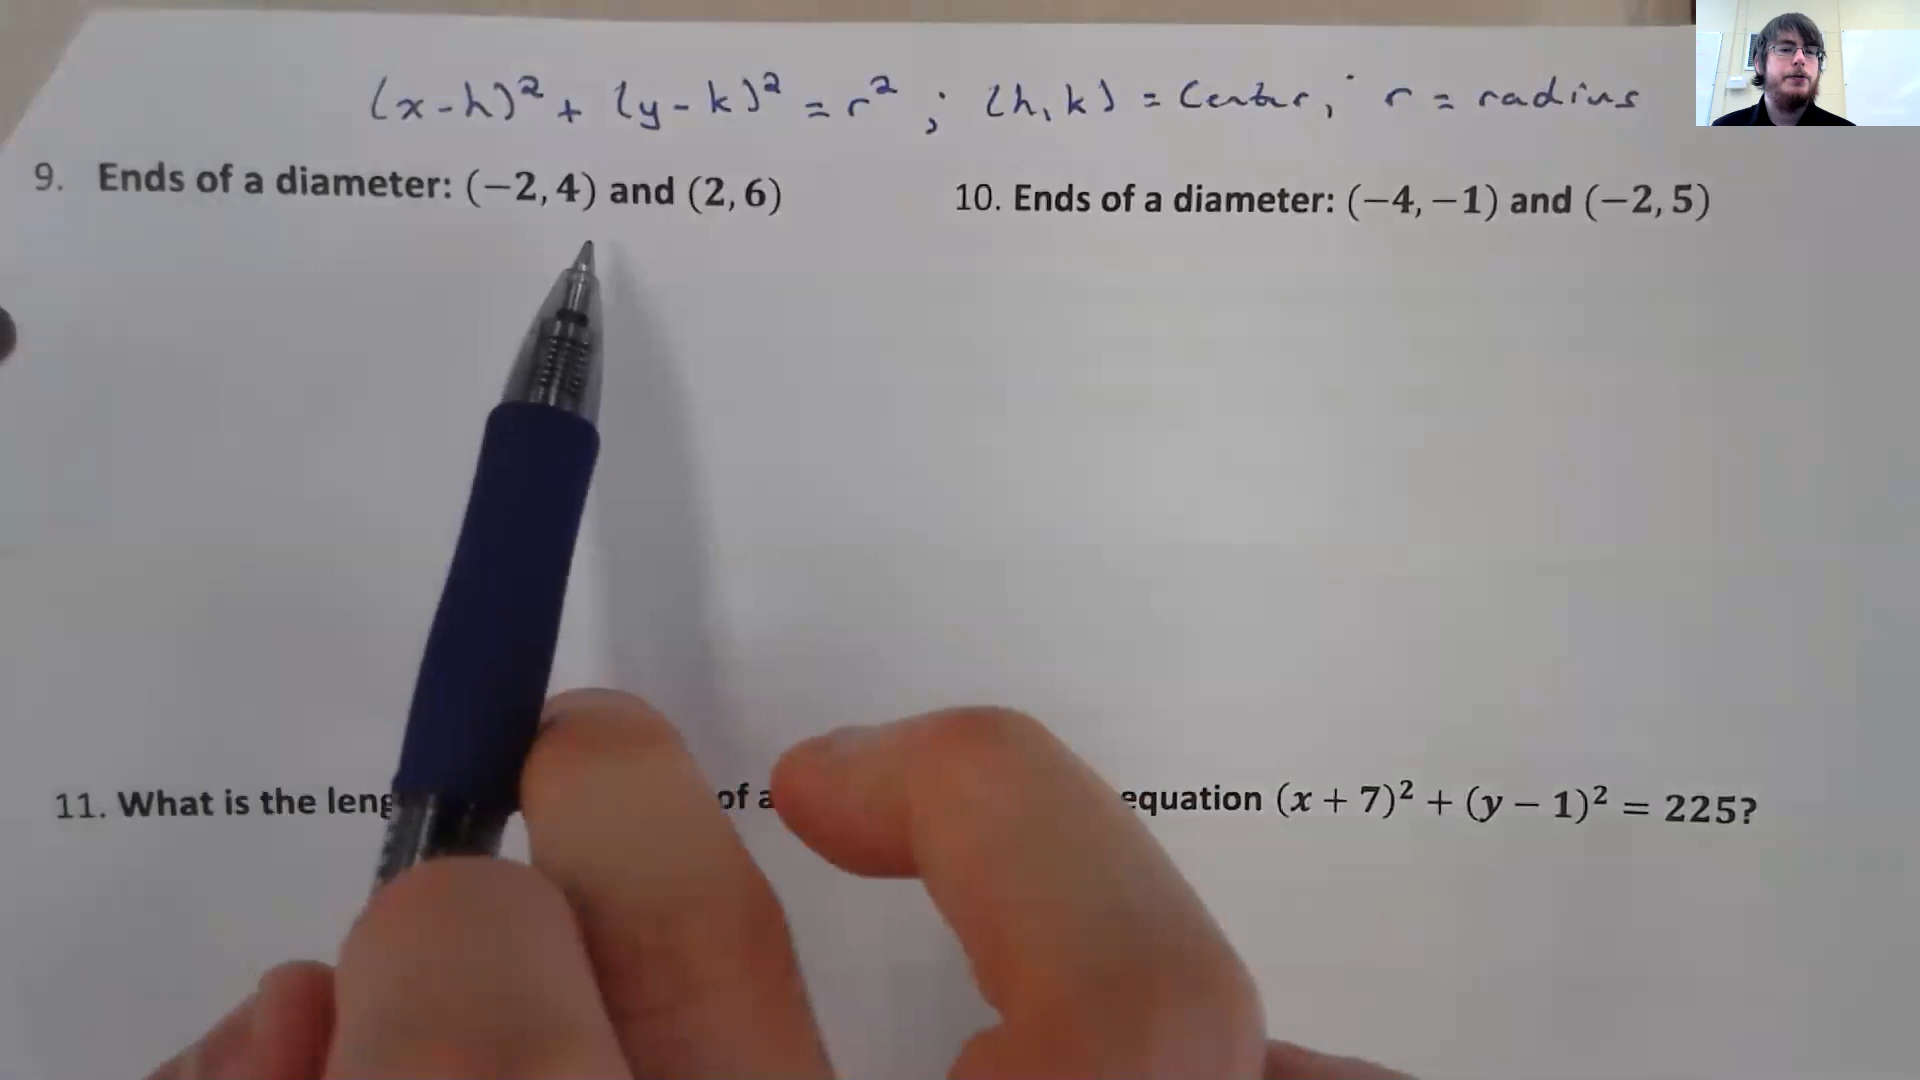 (x-h)² + (y-k)² = r² ; (h,k) = Center, r = radius
9. Ends of a diameter: (−2, 4) and (2, 6)
10. Ends of a diameter: (−4, −1) and (−2, 5)
11. What is the of equation (x + 7)² + (y − 1)² = 225?